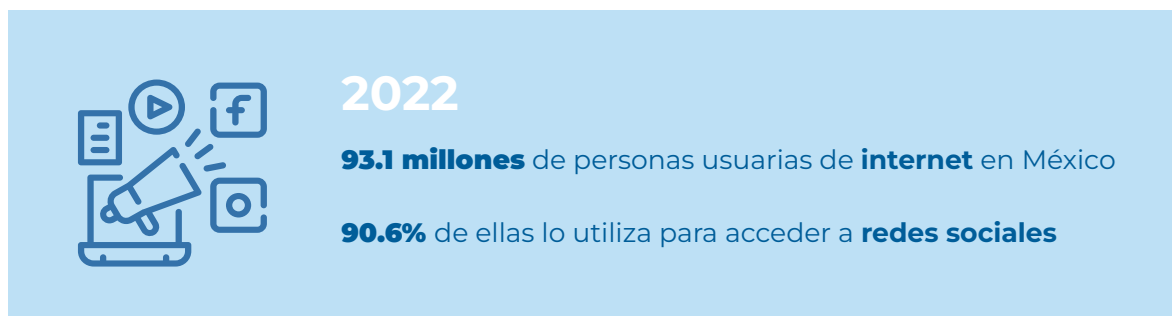 2022
93.1 millones de personas usuarias de internet en México
90.6% de ellas lo utiliza para acceder a redes sociales